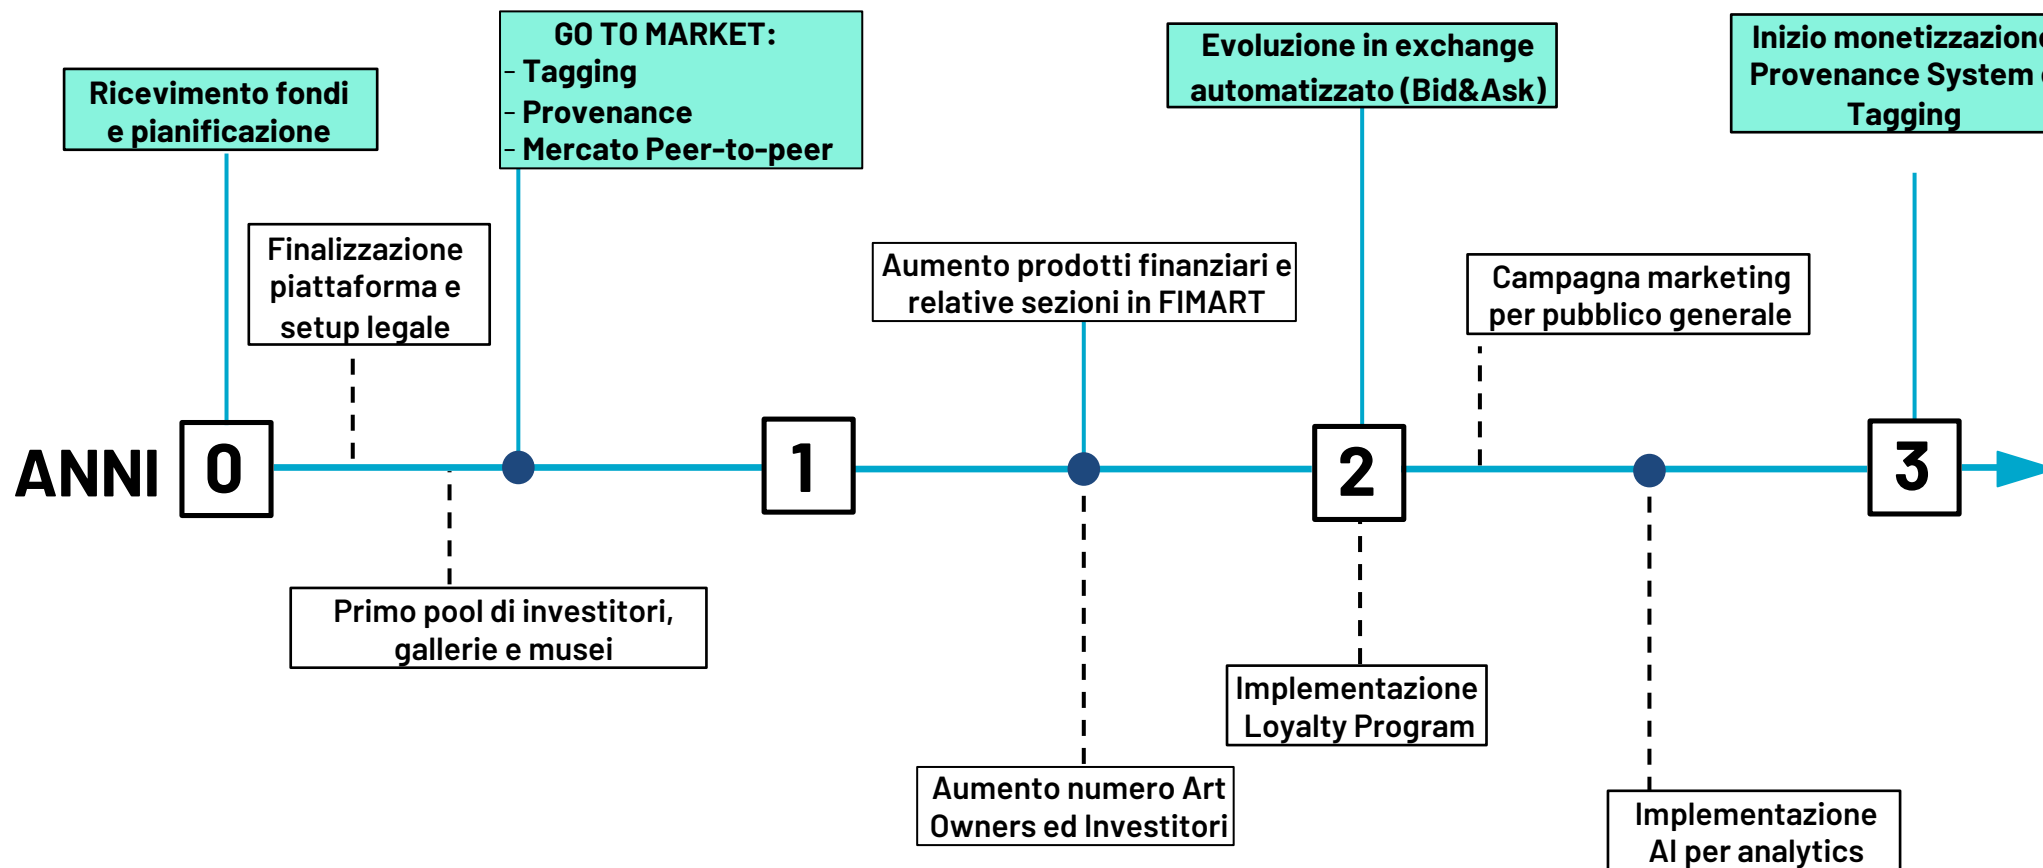 Ricevimento fondi
e pianificazione
GO TO MARKET:
- Tagging
- Provenance
- Mercato Peer-to-peer
Evoluzione in exchange
automatizzato (Bid&Ask)
Inizio monetizzazione
Provenance System
Tagging
Finalizzazione
piattaforma e
setup legale
Aumento prodotti finanziari e
relative sezioni in FIMART
Campagna marketing
per pubblico generale
ANNI 0 1 2 3
Primo pool di investitori,
gallerie e musei
Implementazione
Loyalty Program
Aumento numero Art
Owners ed Investitori
Implementazione
AI per analytics